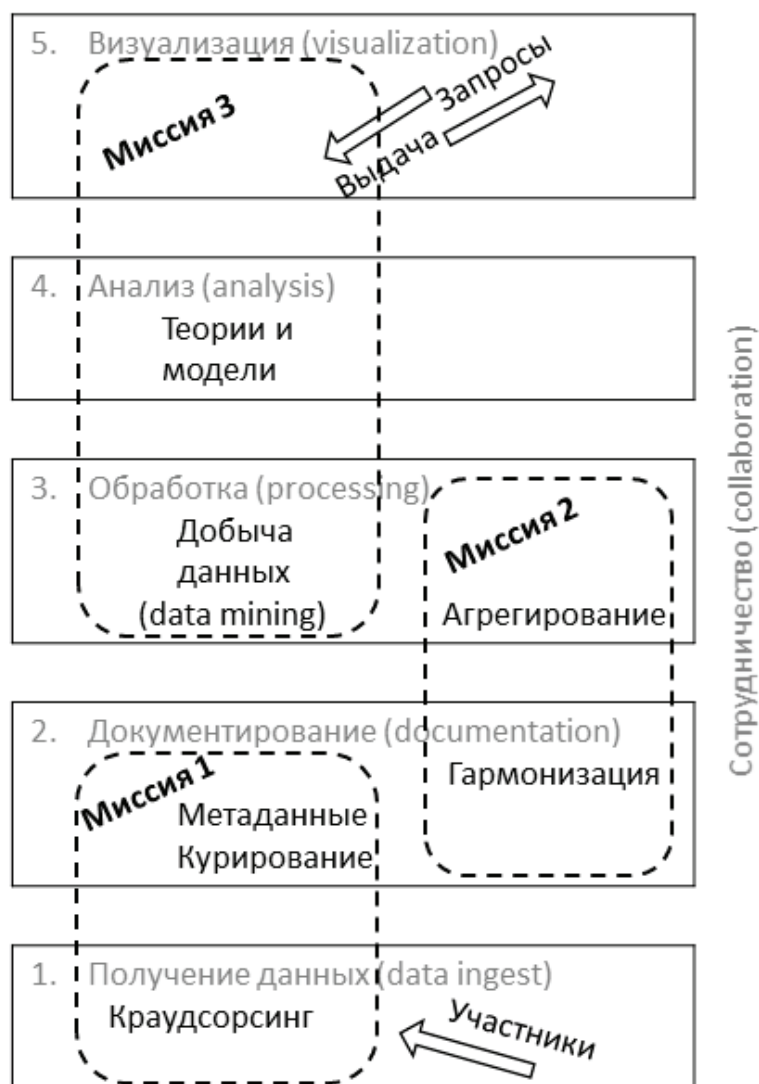 5. Визуализация (visualization)
Запросы
Миссия 3
Выдача
4. Анализ (analysis)
Теории и
модели
3. Обработка (processing)
Добыча
данных
(data mining)
Миссия 2
Агрегирование
2. Документирование (documentation)
Миссия 1
Гармонизация
Метаданные
Курирование
1. Получение данных (data ingest)
Краудсорсинг
Участники
Сотрудничество (collaboration)